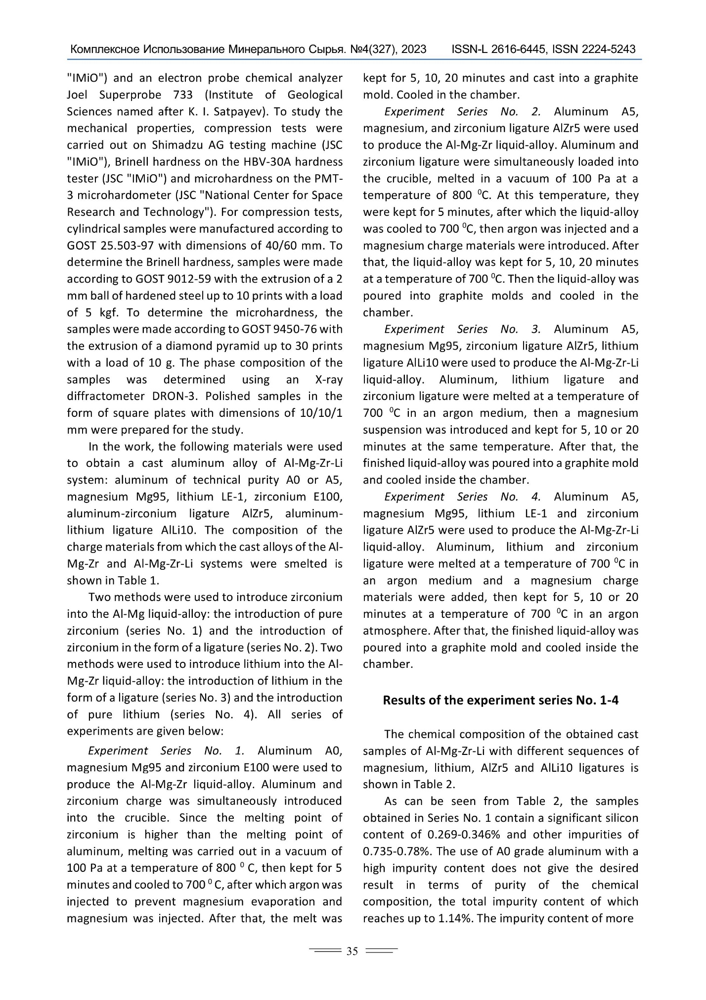 Комплексное Использование Минерального Сырья. №4(327), 2023 ISSN-L 2616-6445, ISSN 2224-5243
"IMiO") and an electron probe chemical analyzer
Joel Superprobe 733 (Institute of Geological
Sciences named after K. I. Satpayev). To study the
mechanical properties, compression tests were
carried out on Shimadzu AG testing machine (JSC
"IMiO"), Brinell hardness on the HBV-30A hardness
tester (JSC "IMiO") and microhardness on the PMT-
3 microhardometer (JSC "National Center for Space
Research and Technology"). For compression tests,
cylindrical samples were manufactured according to
GOST 25.503-97 with dimensions of 40/60 mm. To
determine the Brinell hardness, samples were made
according to GOST 9012-59 with the extrusion of a 2
mm ball of hardened steel up to 10 prints with a load
of 5 kgf. To determine the microhardness, the
samples were made according to GOST 9450-76 with
the extrusion of a diamond pyramid up to 30 prints
with a load of 10 g. The phase composition of the
samples was determined using an X-ray
diffractometer DRON-3. Polished samples in the
form of square plates with dimensions of 10/10/1
mm were prepared for the study.
In the work, the following materials were used
to obtain a cast aluminum alloy of Al-Mg-Zr-Li
system: aluminum of technical purity A0 or A5,
magnesium Mg95, lithium LE-1, zirconium E100,
aluminum-zirconium ligature AlZr5, aluminum-
lithium ligature AlLi10. The composition of the
charge materials from which the cast alloys of the Al-
Mg-Zr and Al-Mg-Zr-Li systems were smelted is
shown in Table 1.
Two methods were used to introduce zirconium
into the Al-Mg liquid-alloy: the introduction of pure
zirconium (series No. 1) and the introduction of
zirconium in the form of a ligature (series No. 2). Two
methods were used to introduce lithium into the Al-
Mg-Zr liquid-alloy: the introduction of lithium in the
form of a ligature (series No. 3) and the introduction
of pure lithium (series No. 4). All series of
experiments are given below:
Experiment Series No. 1. Aluminum A0,
magnesium Mg95 and zirconium E100 were used to
produce the Al-Mg-Zr liquid-alloy. Aluminum and
zirconium charge was simultaneously introduced
into the crucible. Since the melting point of
zirconium is higher than the melting point of
aluminum, melting was carried out in a vacuum of
100 Pa at a temperature of 800 ⁰ C, then kept for 5
minutes and cooled to 700 ⁰ C, after which argon was
injected to prevent magnesium evaporation and
magnesium was injected. After that, the melt was
kept for 5, 10, 20 minutes and cast into a graphite
mold. Cooled in the chamber.
Experiment Series No. 2. Aluminum A5,
magnesium, and zirconium ligature AlZr5 were used
to produce the Al-Mg-Zr liquid-alloy. Aluminum and
zirconium ligature were simultaneously loaded into
the crucible, melted in a vacuum of 100 Pa at a
temperature of 800 ⁰C. At this temperature, they
were kept for 5 minutes, after which the liquid-alloy
was cooled to 700 ⁰C, then argon was injected and a
magnesium charge materials were introduced. After
that, the liquid-alloy was kept for 5, 10, 20 minutes
at a temperature of 700 ⁰C. Then the liquid-alloy was
poured into graphite molds and cooled in the
chamber.
Experiment Series No. 3. Aluminum A5,
magnesium Mg95, zirconium ligature AlZr5, lithium
ligature AlLi10 were used to produce the Al-Mg-Zr-Li
liquid-alloy. Aluminum, lithium ligature and
zirconium ligature were melted at a temperature of
700 ⁰C in an argon medium, then a magnesium
suspension was introduced and kept for 5, 10 or 20
minutes at the same temperature. After that, the
finished liquid-alloy was poured into a graphite mold
and cooled inside the chamber.
Experiment Series No. 4. Aluminum A5,
magnesium Mg95, lithium LE-1 and zirconium
ligature AlZr5 were used to produce the Al-Mg-Zr-Li
liquid-alloy. Aluminum, lithium and zirconium
ligature were melted at a temperature of 700 ⁰C in
an argon medium and a magnesium charge
materials were added, then kept for 5, 10 or 20
minutes at a temperature of 700 ⁰C in an argon
atmosphere. After that, the finished liquid-alloy was
poured into a graphite mold and cooled inside the
chamber.
Results of the experiment series No. 1-4
The chemical composition of the obtained cast
samples of Al-Mg-Zr-Li with different sequences of
magnesium, lithium, AlZr5 and AlLi10 ligatures is
shown in Table 2.
As can be seen from Table 2, the samples
obtained in Series No. 1 contain a significant silicon
content of 0.269-0.346% and other impurities of
0.735-0.78%. The use of A0 grade aluminum with a
high impurity content does not give the desired
result in terms of purity of the chemical
composition, the total impurity content of which
reaches up to 1.14%. The impurity content of more
35